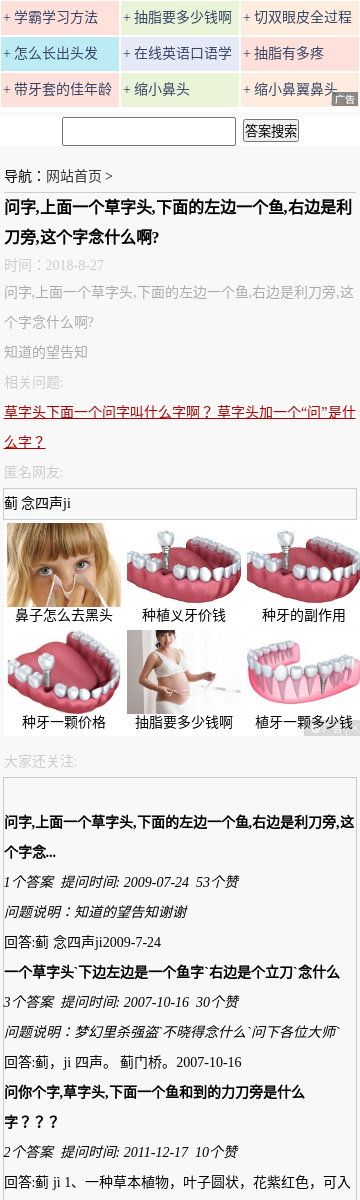 + 学霸学习方法
+ 抽脂要多少钱啊
+ 切双眼皮全过程
+ 怎么长出头发
+ 在线英语口语学
+ 抽脂有多疼
+ 带牙套的佳年龄
+ 缩小鼻头
+ 缩小鼻翼鼻头
广告
答案搜索
导航：网站首页 >
问字,上面一个草字头,下面的左边一个鱼,右边是利
刀旁,这个字念什么啊?
时间：2018-8-27
问字,上面一个草字头,下面的左边一个鱼,右边是利刀旁,这
个字念什么啊?
知道的望告知
相关问题:
草字头下面一个问字叫什么字啊？ 草字头加一个“问”是什
么字？
匿名网友:
蓟 念四声ji
鼻子怎么去黑头
种植义牙价钱
种牙的副作用
种牙一颗价格
抽脂要多少钱啊
植牙一颗多少钱
大家还关注:
问字,上面一个草字头,下面的左边一个鱼,右边是利刀旁,这
个字念...
1个答案 提问时间: 2009-07-24 53个赞
问题说明：知道的望告知谢谢
回答:蓟 念四声ji2009-7-24
一个草字头`下边左边是一个鱼字`右边是个立刀`念什么
3个答案 提问时间: 2007-10-16 30个赞
问题说明：梦幻里杀强盗`不晓得念什么`问下各位大师`
回答:蓟，ji 四声。 蓟门桥。2007-10-16
问你个字,草字头,下面一个鱼和到的力刀旁是什么
字？？？
2个答案 提问时间: 2011-12-17 10个赞
回答:蓟 jì 1、一种草本植物，叶子圆状，花紫红色，可入